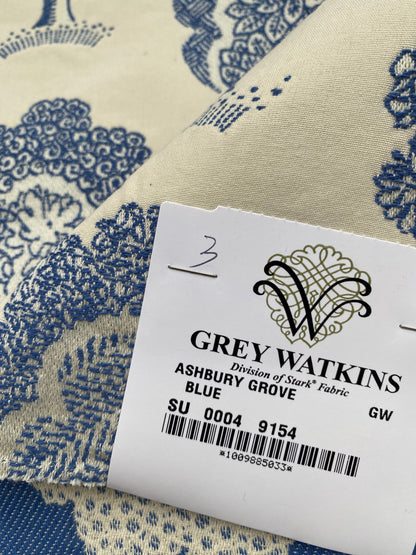 3
W
GREY WATKINS
Division of Stark® Fabric
ASHBURY GROVE
BLUE GW
SU 0004 9154
*1009885033*